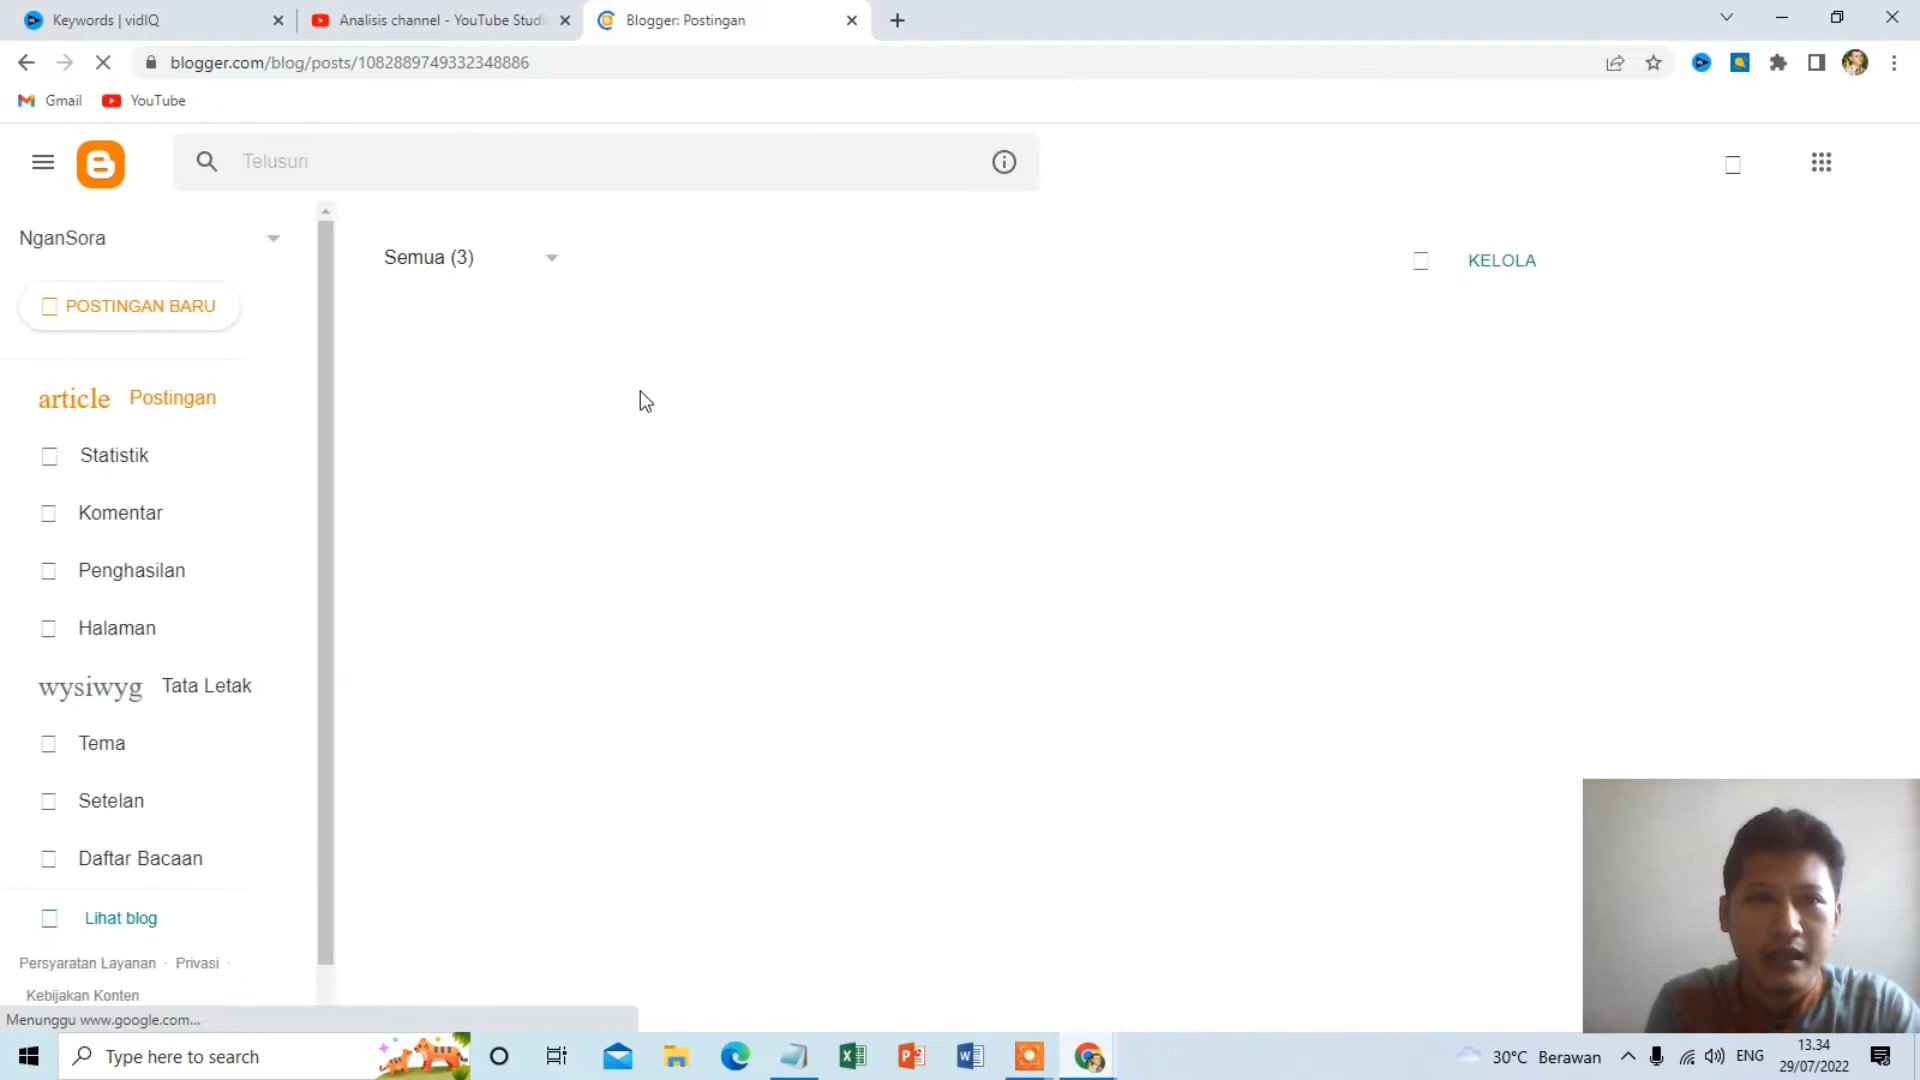 Keywords | vidIQ
Analisis channel - YouTube Studi
Blogger: Postingan
blogger.com/blog/posts/1082889749332348886
Gmail
YouTube
Telusuri
NganSora
Semua (3)
KELOLA
POSTINGAN BARU
article Postingan
Statistik
Komentar
Penghasilan
Halaman
wysiwyg Tata Letak
Tema
Setelan
Daftar Bacaan
Lihat blog
Persyaratan Layanan · Privasi ·
Kebijakan Konten
Menunggu www.google.com...
Type here to search
30°C Berawan
ENG
13.34
29/07/2022